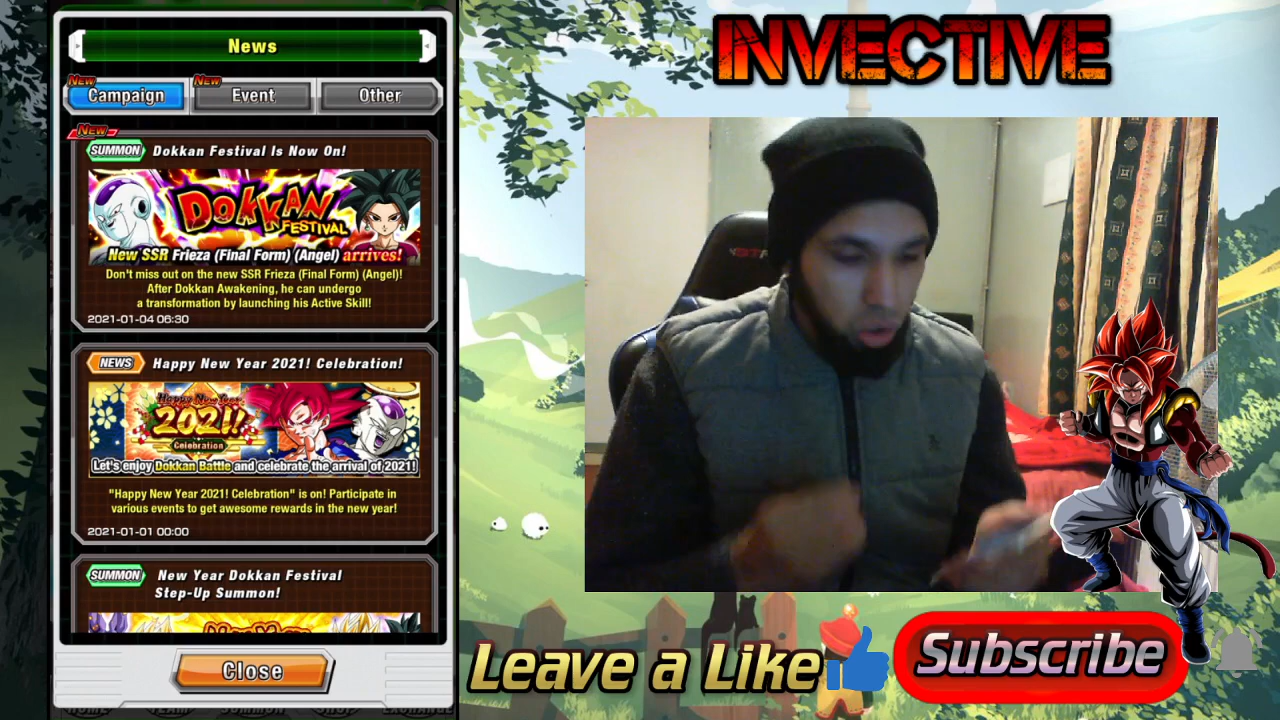 News
New
Campaign
New
Event
Other
New
SUMMON
Dokkan Festival Is Now On!
DOKKAN
FESTIVAL
New SSR Frieza (Final Form) (Angel) arrives!
Don't miss out on the new SSR Frieza (Final Form) (Angel)!
After Dokkan Awakening, he can undergo
a transformation by launching his Active Skill!
2021-01-04 06:30
NEWS
Happy New Year 2021! Celebration!
Happy New Year
2021!!
Celebration
Let's enjoy Dokkan Battle and celebrate the arrival of 2021!
"Happy New Year 2021! Celebration" is on! Participate in
various events to get awesome rewards in the new year!
2021-01-01 00:00
SUMMON
New Year Dokkan Festival
Step-Up Summon!
Close
INVECTIVE
Leave a Like
Subscribe